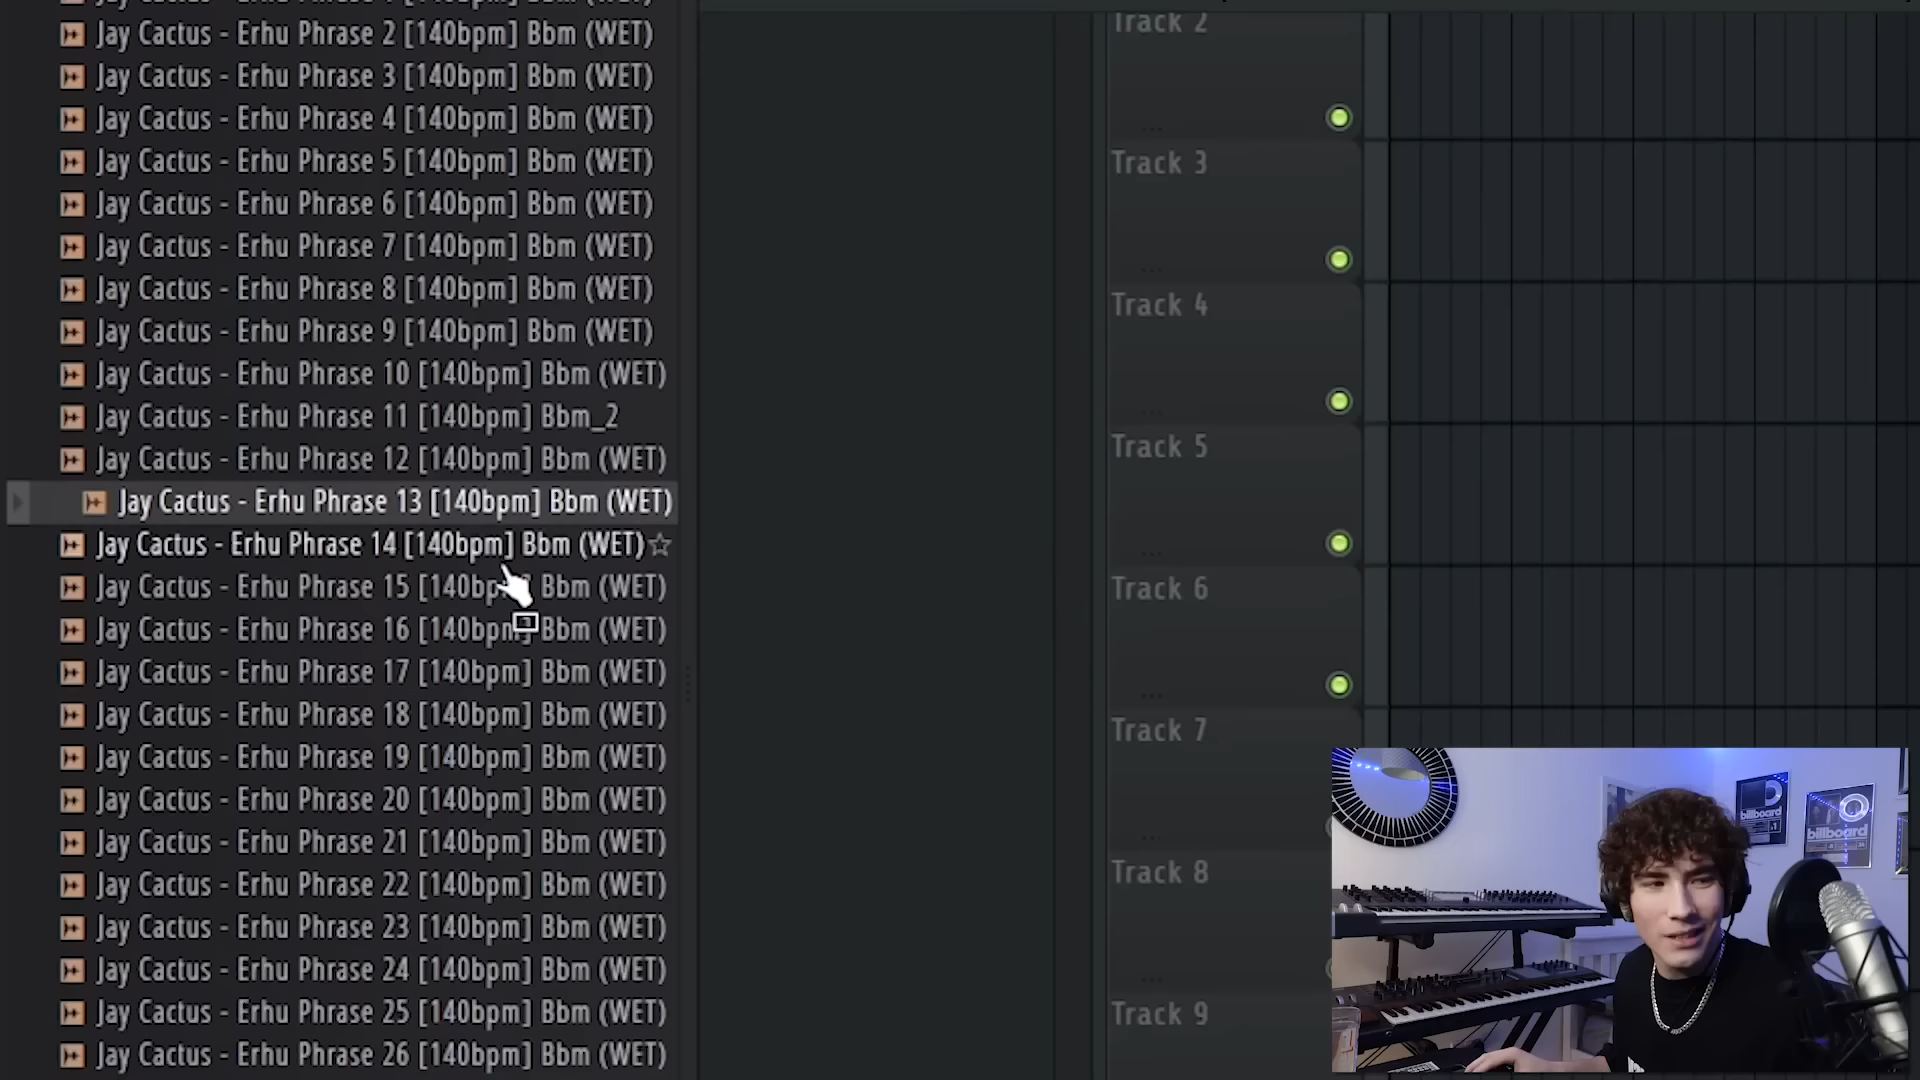 Jay Cactus - Erhu Phrase 2 [140bpm] Bbm (WET)
Jay Cactus - Erhu Phrase 3 [140bpm] Bbm (WET)
Jay Cactus - Erhu Phrase 4 [140bpm] Bbm (WET)
Jay Cactus - Erhu Phrase 5 [140bpm] Bbm (WET)
Jay Cactus - Erhu Phrase 6 [140bpm] Bbm (WET)
Jay Cactus - Erhu Phrase 7 [140bpm] Bbm (WET)
Jay Cactus - Erhu Phrase 8 [140bpm] Bbm (WET)
Jay Cactus - Erhu Phrase 9 [140bpm] Bbm (WET)
Jay Cactus - Erhu Phrase 10 [140bpm] Bbm (WET)
Jay Cactus - Erhu Phrase 11 [140bpm] Bbm_2
Jay Cactus - Erhu Phrase 12 [140bpm] Bbm (WET)
Jay Cactus - Erhu Phrase 13 [140bpm] Bbm (WET)
Jay Cactus - Erhu Phrase 14 [140bpm] Bbm (WET)
Jay Cactus - Erhu Phrase 15 [140bpm] Bbm (WET)
Jay Cactus - Erhu Phrase 16 [140bpm] Bbm (WET)
Jay Cactus - Erhu Phrase 17 [140bpm] Bbm (WET)
Jay Cactus - Erhu Phrase 18 [140bpm] Bbm (WET)
Jay Cactus - Erhu Phrase 19 [140bpm] Bbm (WET)
Jay Cactus - Erhu Phrase 20 [140bpm] Bbm (WET)
Jay Cactus - Erhu Phrase 21 [140bpm] Bbm (WET)
Jay Cactus - Erhu Phrase 22 [140bpm] Bbm (WET)
Jay Cactus - Erhu Phrase 23 [140bpm] Bbm (WET)
Jay Cactus - Erhu Phrase 24 [140bpm] Bbm (WET)
Jay Cactus - Erhu Phrase 25 [140bpm] Bbm (WET)
Jay Cactus - Erhu Phrase 26 [140bpm] Bbm (WET)
Track 2
Track 3
Track 4
Track 5
Track 6
Track 7
Track 8
Track 9
billboard
billboard